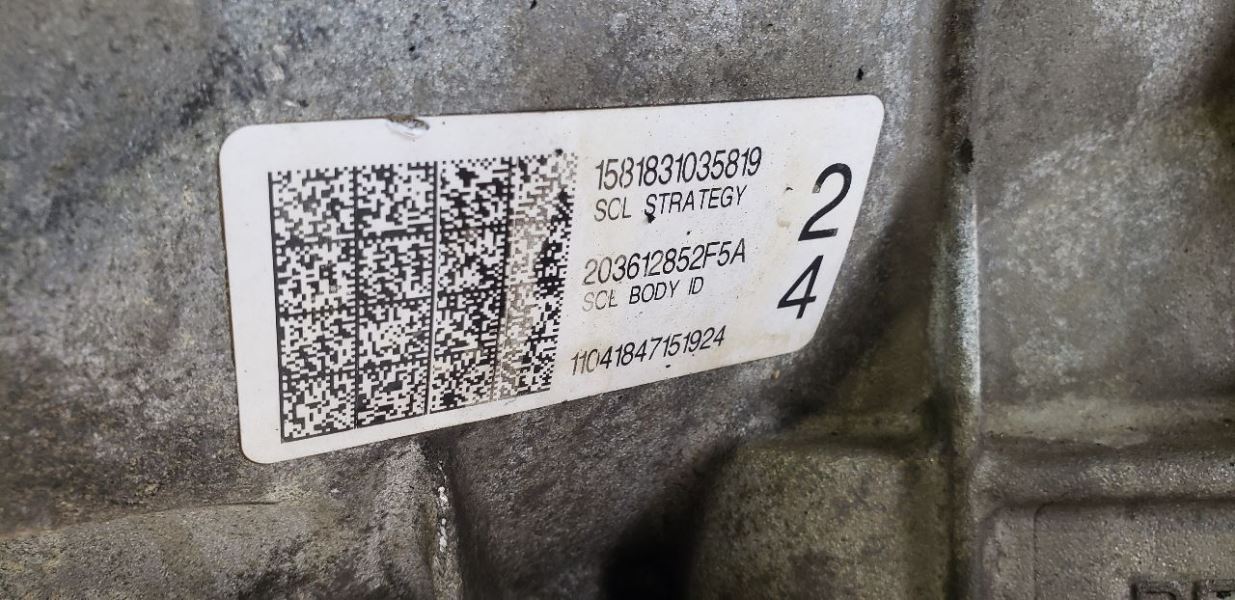 1581831035819
SCL STRATEGY
2
203612852F5A
SCL BODY ID
4
11041847151924